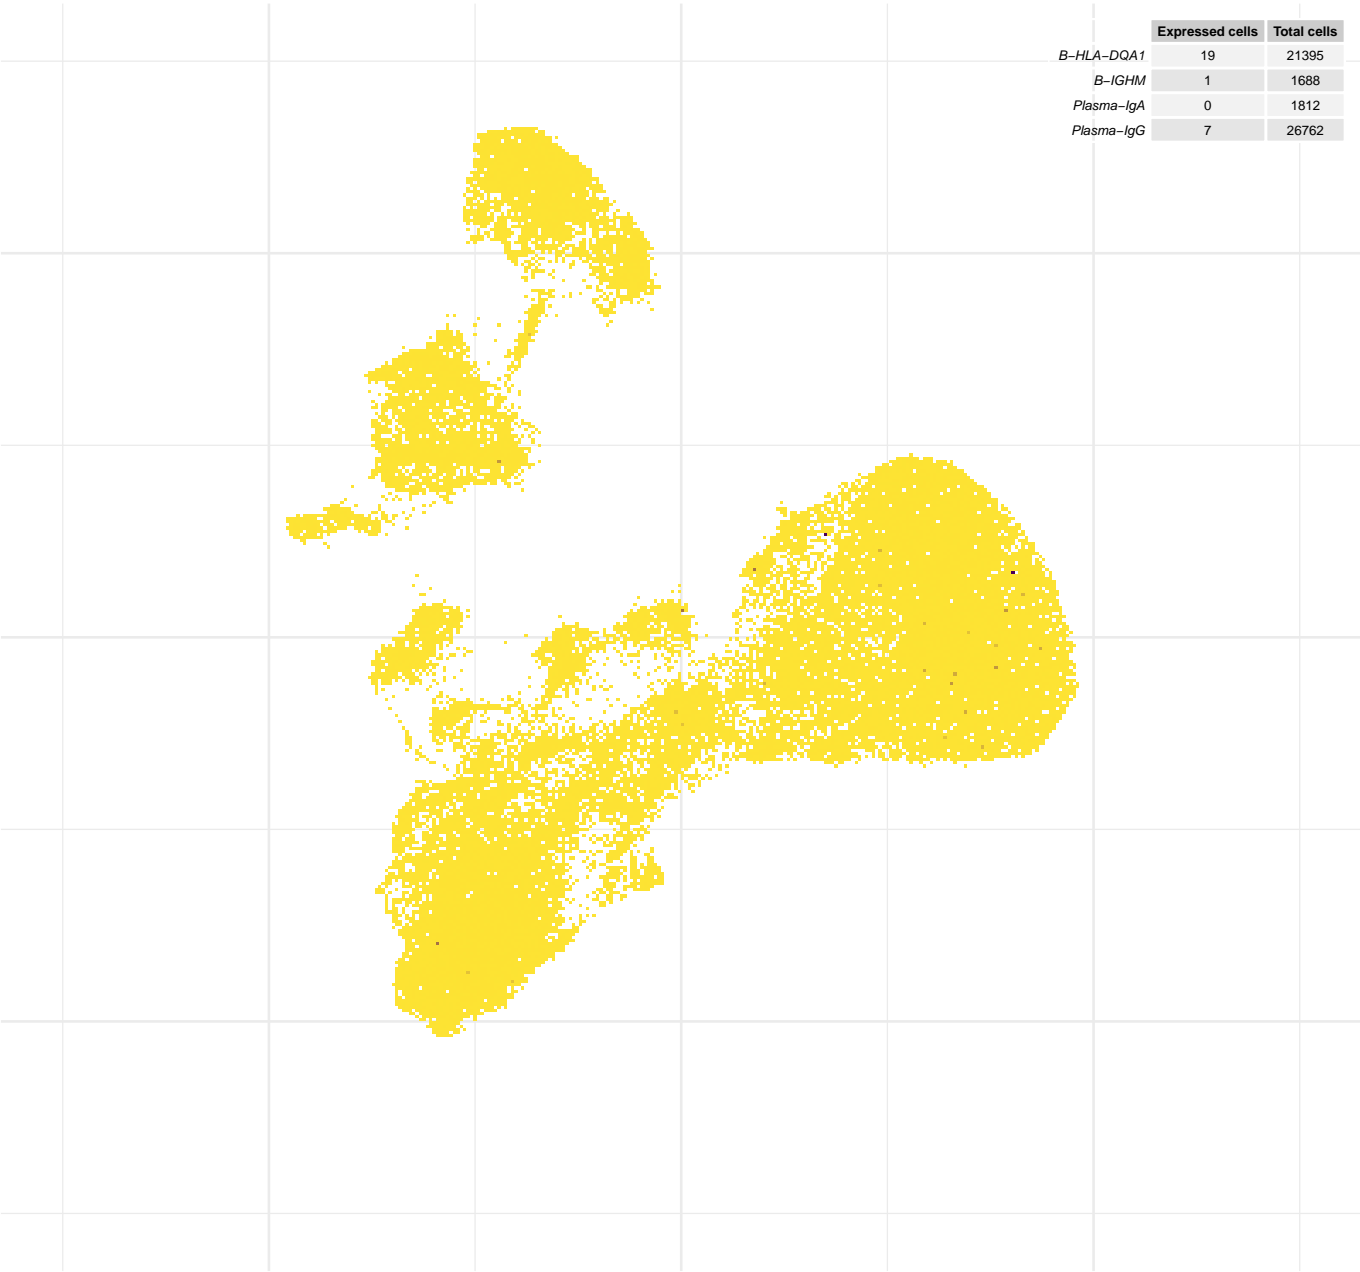 Expressed cells Total cells
B−HLA−DQA1 19 21395
B−IGHM 1 1688
Plasma−IgA 0 1812
Plasma−IgG 7 26762